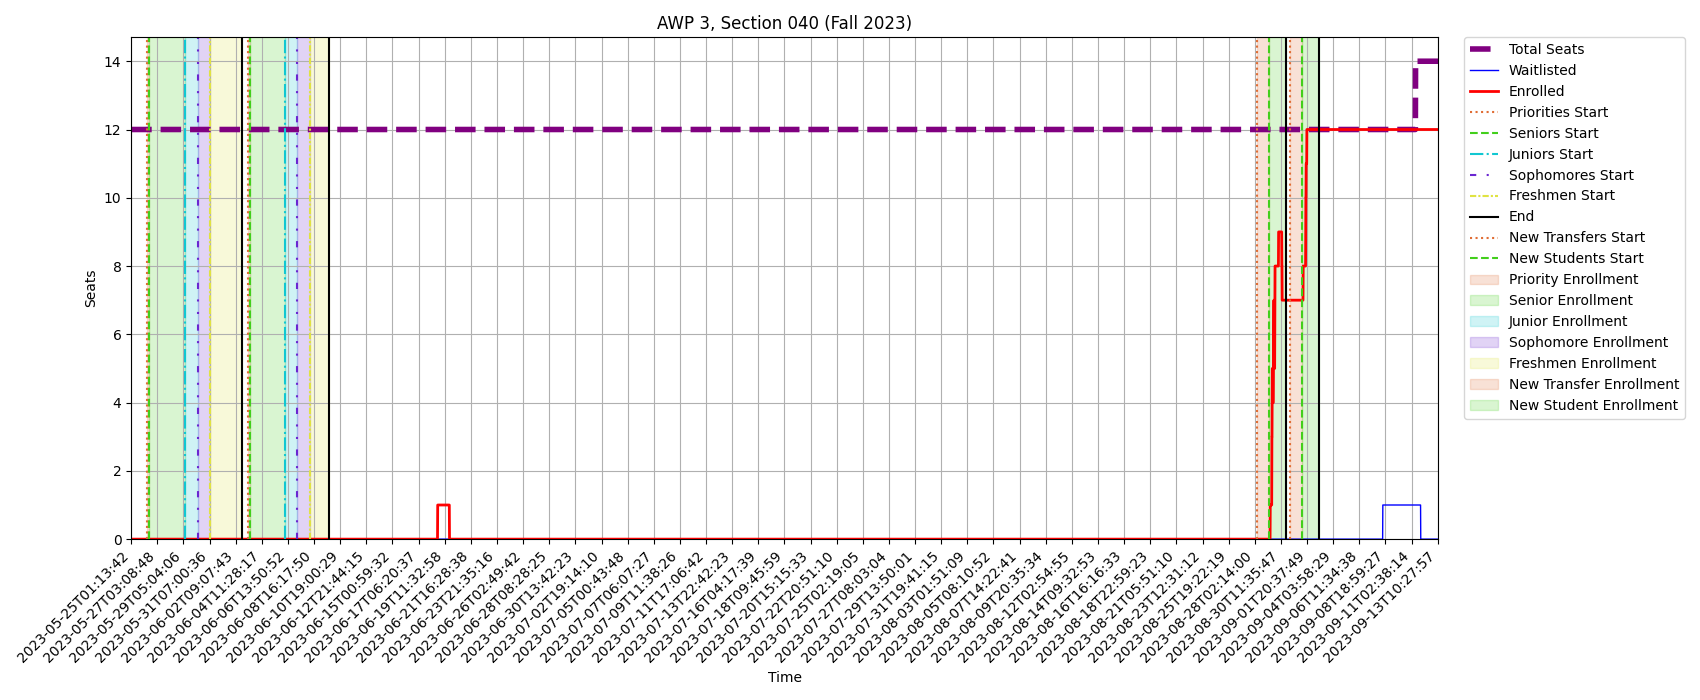 AWP 3, Section 040 (Fall 2023)
Seats
14
12
10
8
6
4
2
0
2023-05-25T01:13:42
2023-05-27T03:08:48
2023-05-29T05:04:06
2023-05-31T07:00:36
2023-06-02T09:07:43
2023-06-04T11:28:17
2023-06-06T13:50:52
2023-06-08T16:17:50
2023-06-10T19:00:29
2023-06-12T21:44:15
2023-06-15T00:59:32
2023-06-17T06:20:37
2023-06-19T11:32:58
2023-06-21T16:28:38
2023-06-23T21:35:16
2023-06-26T02:49:42
2023-06-28T08:28:25
2023-06-30T13:42:23
2023-07-02T19:14:10
2023-07-05T00:43:48
2023-07-07T06:07:27
2023-07-09T11:38:26
2023-07-11T17:06:42
2023-07-13T22:42:23
2023-07-16T04:17:39
2023-07-18T09:45:59
2023-07-20T15:15:33
2023-07-22T20:51:10
2023-07-25T02:19:05
2023-07-27T08:03:04
2023-07-29T13:50:01
2023-07-31T19:41:15
2023-08-03T01:51:09
2023-08-05T08:10:52
2023-08-07T14:22:41
2023-08-09T20:35:34
2023-08-12T02:54:55
2023-08-14T09:32:53
2023-08-16T16:16:33
2023-08-18T22:59:23
2023-08-21T05:51:10
2023-08-23T12:31:12
2023-08-25T19:22:19
2023-08-28T02:14:00
2023-08-30T11:35:47
2023-09-01T20:37:49
2023-09-04T03:58:29
2023-09-06T11:34:38
2023-09-08T18:59:27
2023-09-11T02:38:14
2023-09-13T10:27:57
Time
Total Seats
Waitlisted
Enrolled
Priorities Start
Seniors Start
Juniors Start
Sophomores Start
Freshmen Start
End
New Transfers Start
New Students Start
Priority Enrollment
Senior Enrollment
Junior Enrollment
Sophomore Enrollment
Freshmen Enrollment
New Transfer Enrollment
New Student Enrollment